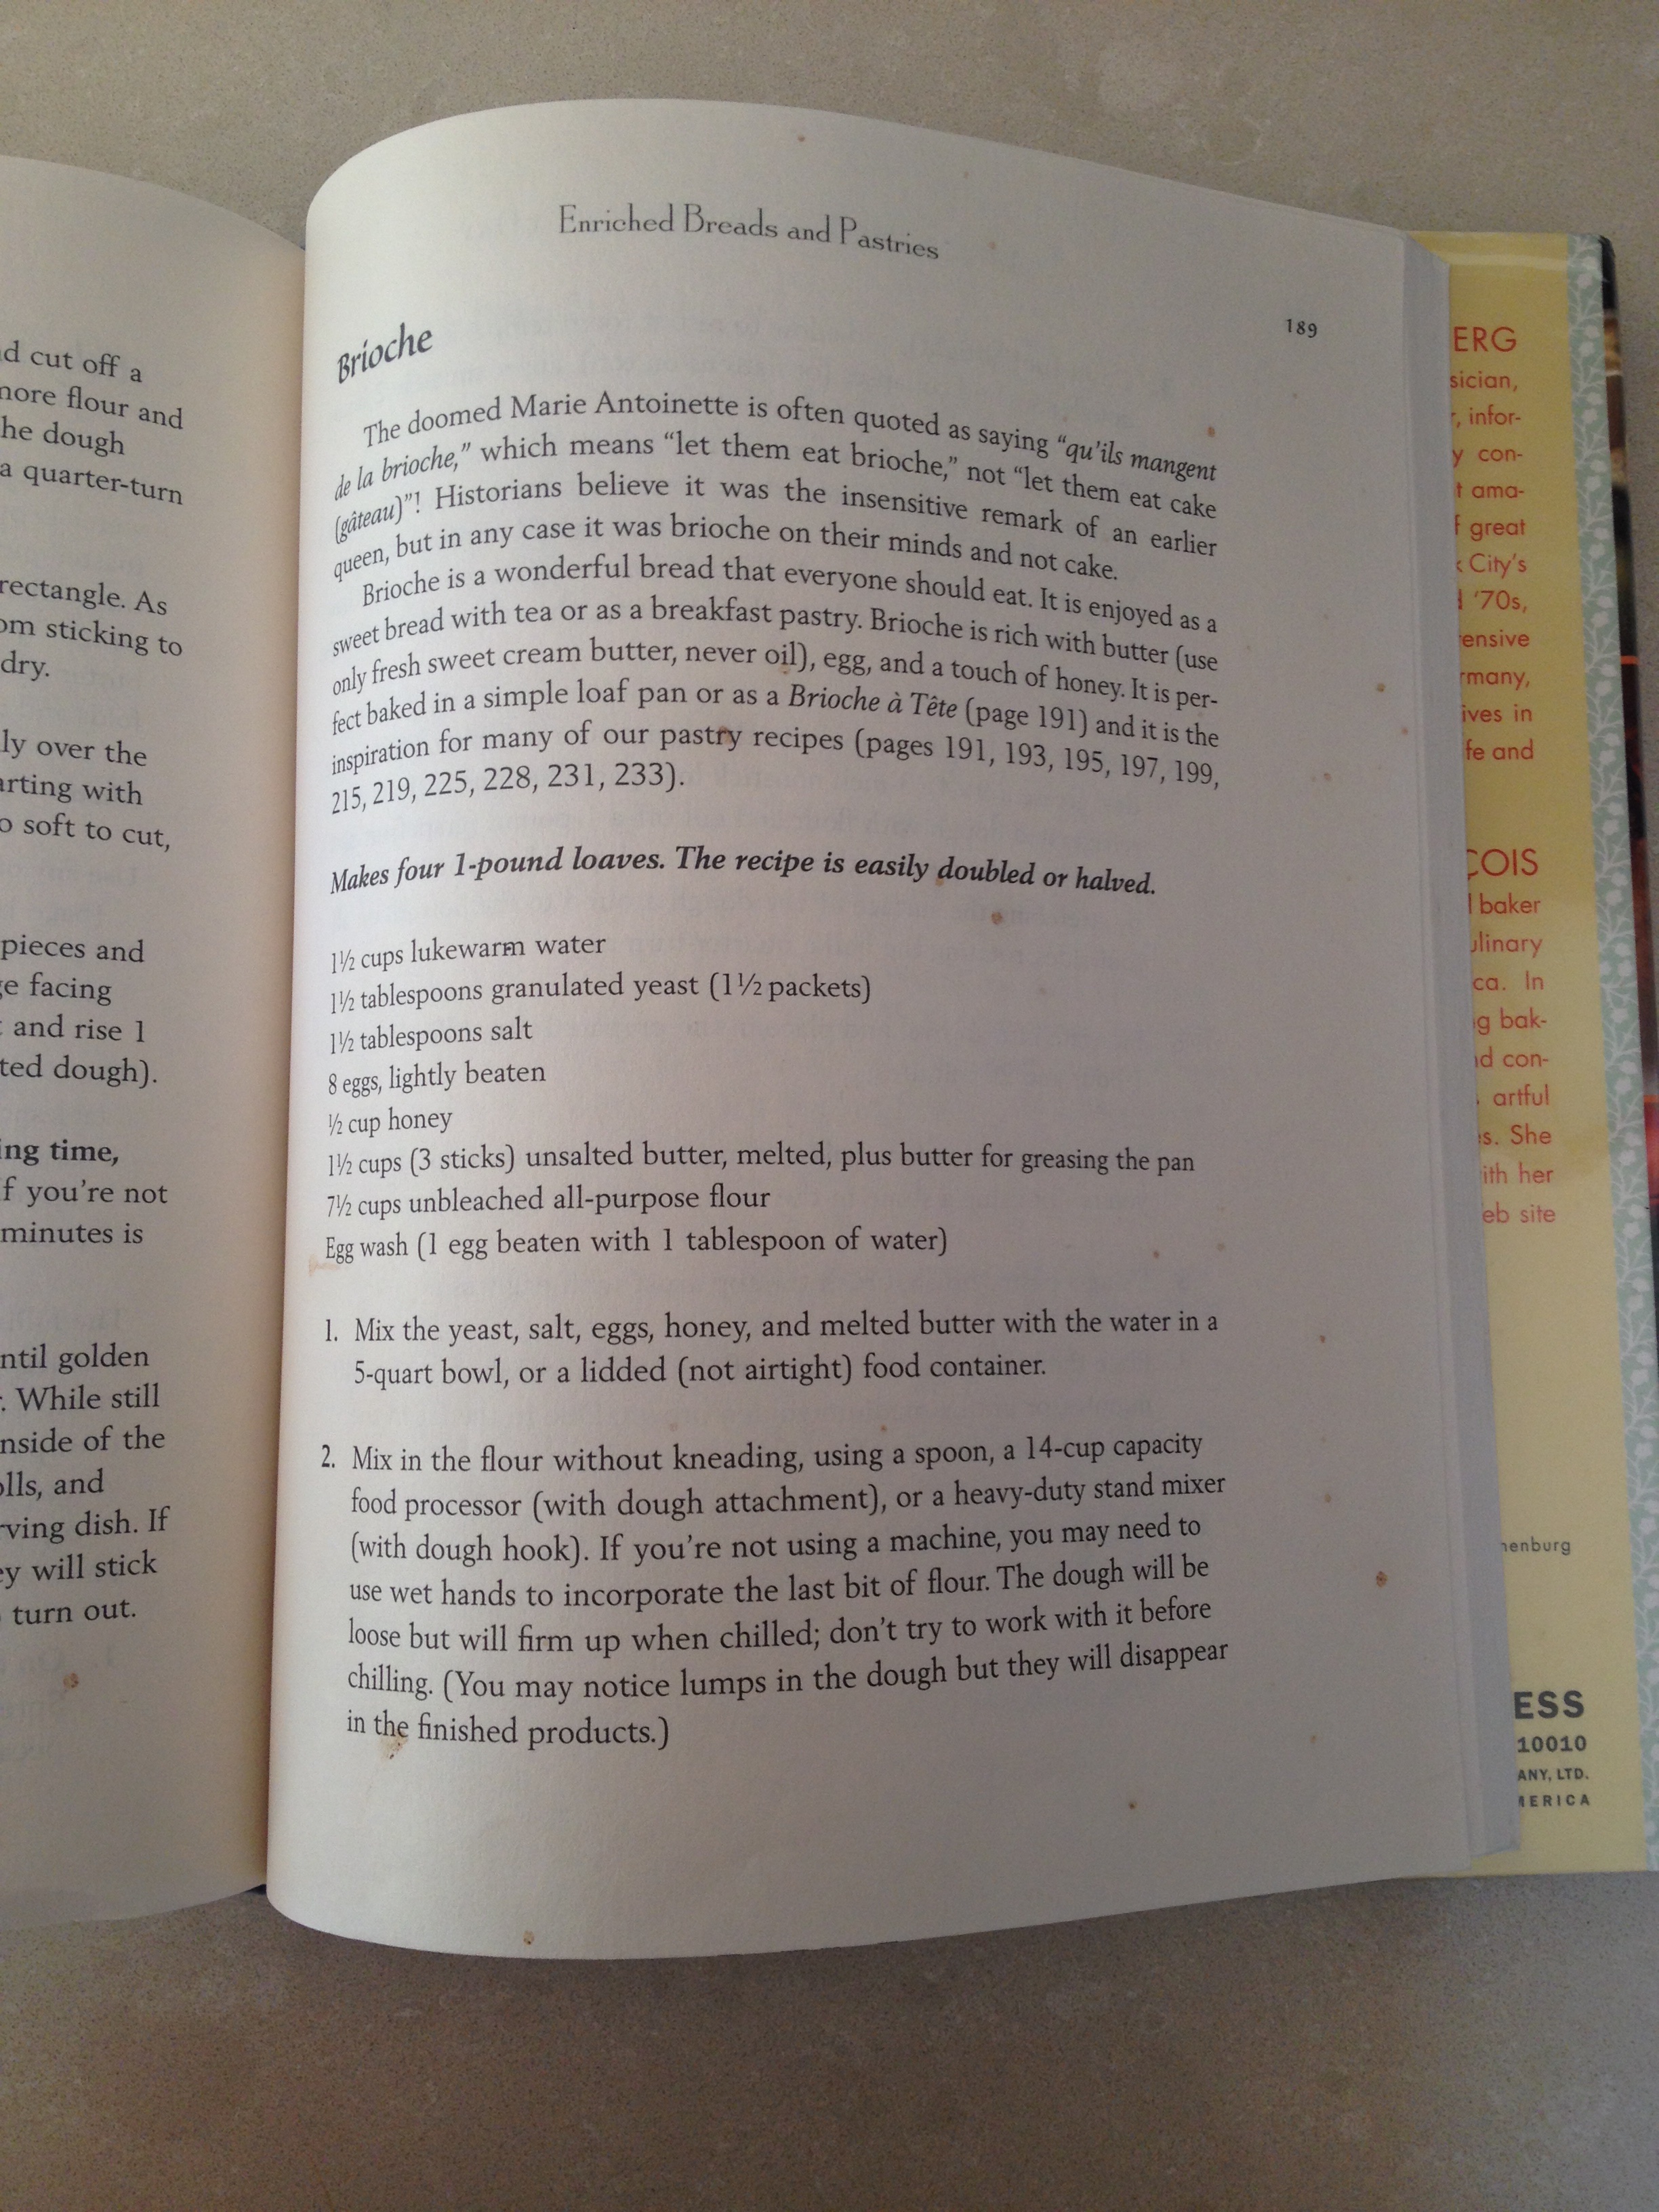 d cut off a
more flour and
he dough
a quarter-turn
rectangle. As
om sticking to
dry.
ly over the
arting with
o soft to cut,
pieces and
ge facing
t and rise 1
ted dough).
ing time,
f you're not
minutes is
ntil golden
r. While still
nside of the
olls, and
rving dish. If
ey will stick
turn out.
Enriched Breads and Pastries
189
Brioche
The doomed Marie Antoinette is often quoted as saying “qu’ils mangent
de la brioche,” which means “let them eat brioche,” not “let them eat cake
(gâteau)”! Historians believe it was the insensitive remark of an earlier
queen, but in any case it was brioche on their minds and not cake.
Brioche is a wonderful bread that everyone should eat. It is enjoyed as a
sweet bread with tea or as a breakfast pastry. Brioche is rich with butter (use
only fresh sweet cream butter, never oil), egg, and a touch of honey. It is per-
fect baked in a simple loaf pan or as a Brioche à Tête (page 191) and it is the
inspiration for many of our pastry recipes (pages 191, 193, 195, 197, 199,
215, 219, 225, 228, 231, 233).
Makes four 1-pound loaves. The recipe is easily doubled or halved.
1½ cups lukewarm water
1½ tablespoons granulated yeast (1½ packets)
1½ tablespoons salt
8 eggs, lightly beaten
½ cup honey
1½ cups (3 sticks) unsalted butter, melted, plus butter for greasing the pan
7½ cups unbleached all-purpose flour
Egg wash (1 egg beaten with 1 tablespoon of water)
1. Mix the yeast, salt, eggs, honey, and melted butter with the water in a
5-quart bowl, or a lidded (not airtight) food container.
2. Mix in the flour without kneading, using a spoon, a 14-cup capacity
food processor (with dough attachment), or a heavy-duty stand mixer
(with dough hook). If you’re not using a machine, you may need to
use wet hands to incorporate the last bit of flour. The dough will be
loose but will firm up when chilled; don’t try to work with it before
chilling. (You may notice lumps in the dough but they will disappear
in the finished products.)
ERG
sician,
r, infor-
y con-
t ama-
f great
k City's
d '70s,
ensive
rmany,
ives in
fe and
COIS
l baker
ulinary
ca. In
g bak-
d con-
artful
s. She
ith her
eb site
henburg
ESS
10010
ANY, LTD.
MERICA